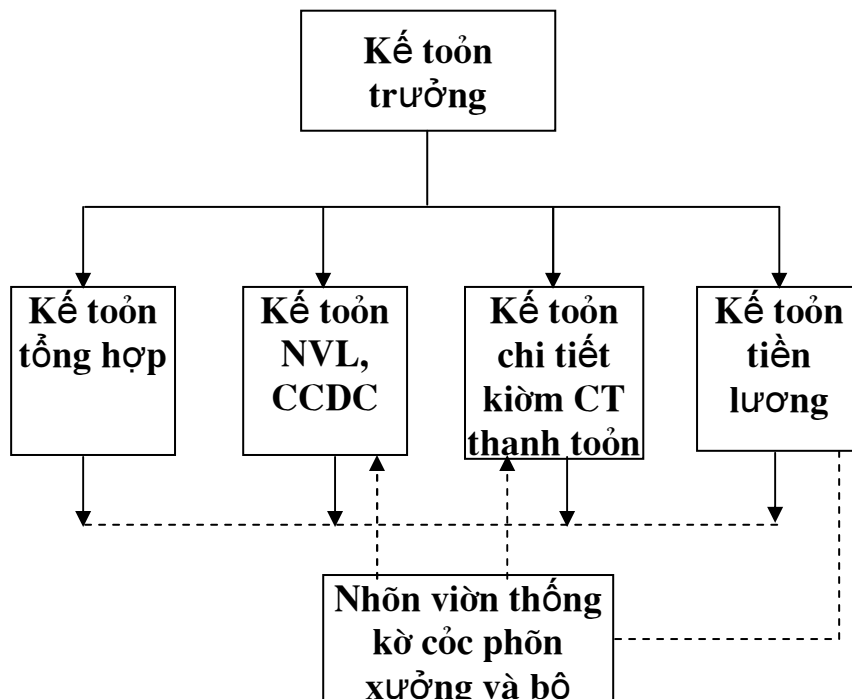 Kế toỏn
trưởng
Kế toỏn
tổng hợp
Kế toỏn
NVL,
CCDC
Kế toỏn
chi tiết
kiờm CT
thanh toỏn
Kế toỏn
tiền
lương
Nhõn viờn thống
kờ cỏc phõn
xưởng và bộ